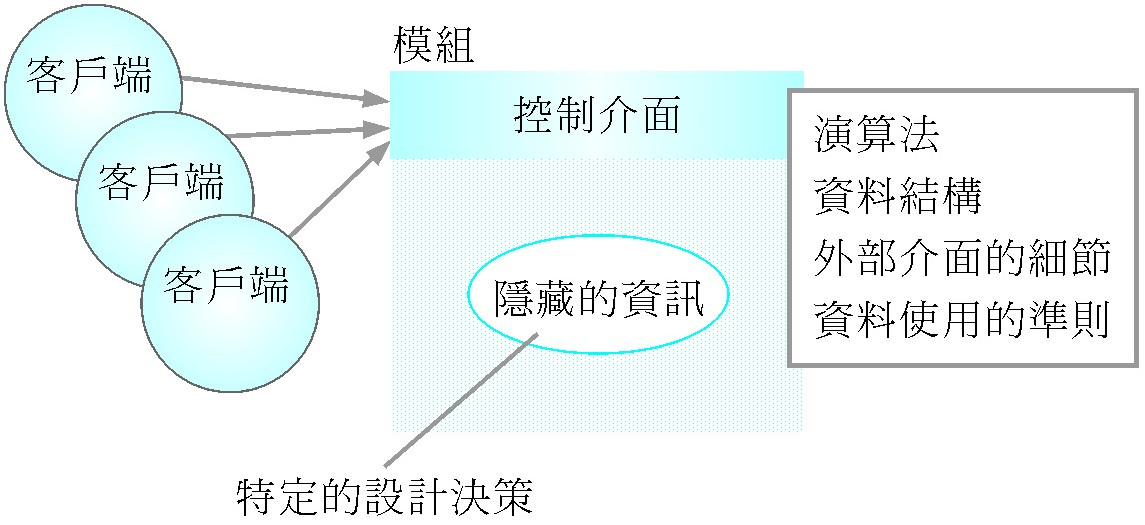 模組
客戶端
控制介面
客戶端
客戶端
隱藏的資訊
演算法
資料結構
外部介面的細節
資料使用的準則
特定的設計決策